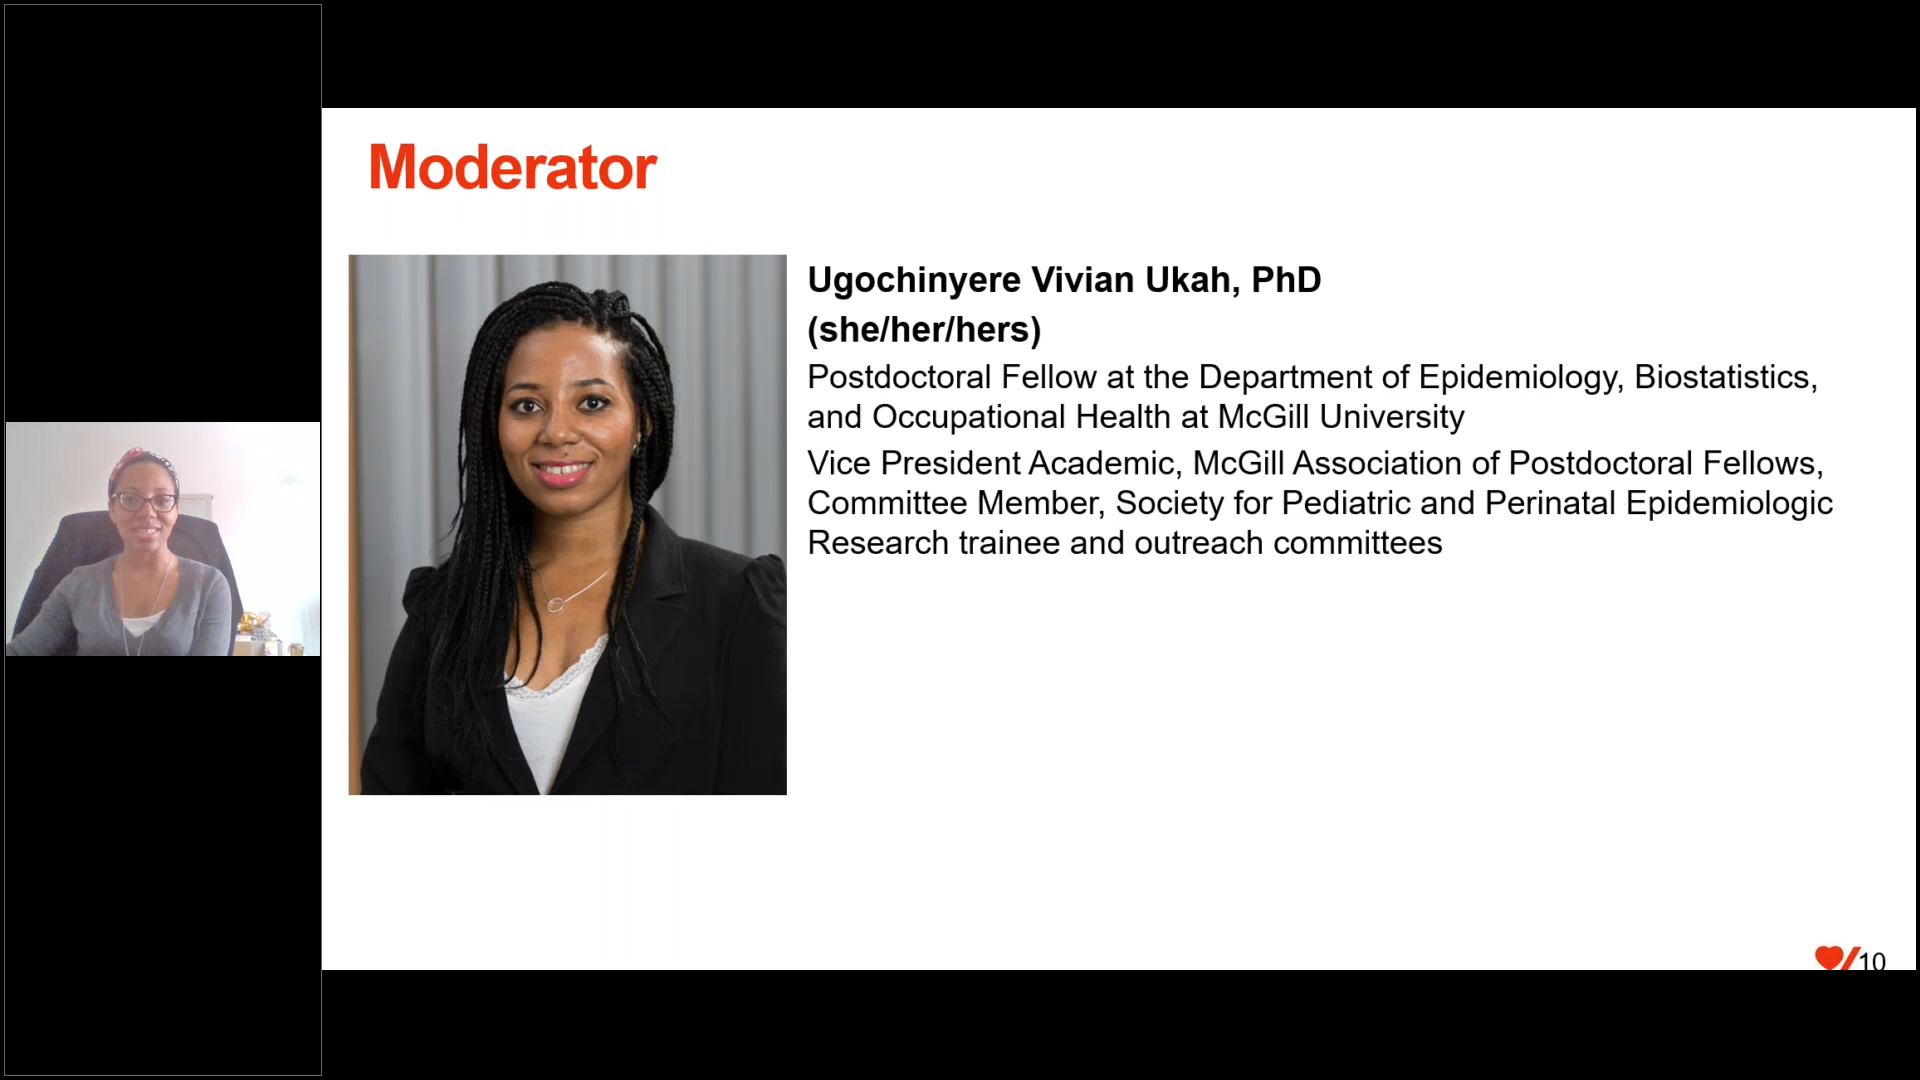 Moderator
Ugochinyere Vivian Ukah, PhD
(she/her/hers)
Postdoctoral Fellow at the Department of Epidemiology, Biostatistics,
and Occupational Health at McGill University
Vice President Academic, McGill Association of Postdoctoral Fellows,
Committee Member, Society for Pediatric and Perinatal Epidemiologic
Research trainee and outreach committees
10